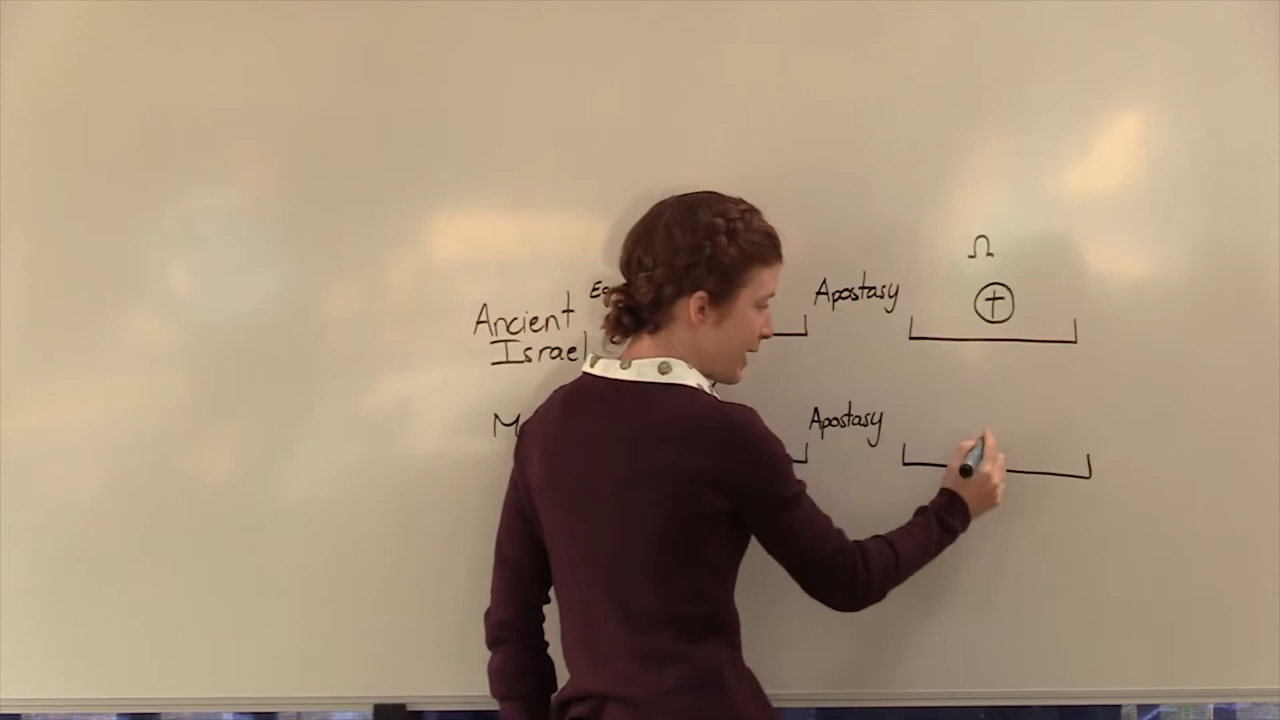 Ω
Apostasy
Ancient
Israel
Apostasy